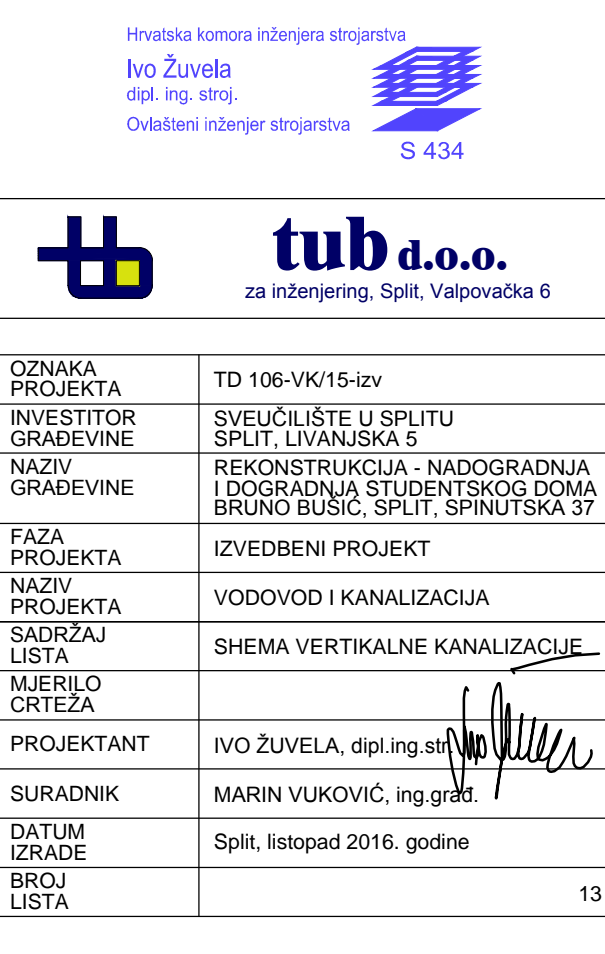 Hrvatska komora inženjera strojarstva
Ivo Žuvela
dipl. ing. stroj.
Ovlašteni inženjer strojarstva
S 434
tub d.o.o.
za inženjering, Split, Valpovačka 6
OZNAKA
PROJEKTA
TD 106-VK/15-izv
INVESTITOR
GRAĐEVINE
SVEUČILIŠTE U SPLITU
SPLIT, LIVANJSKA 5
NAZIV
GRAĐEVINE
REKONSTRUKCIJA - NADOGRADNJA
I DOGRADNJA STUDENTSKOG DOMA
BRUNO BUŠIĆ, SPLIT, SPINUTSKA 37
FAZA
PROJEKTA
IZVEDBENI PROJEKT
NAZIV
PROJEKTA
VODOVOD I KANALIZACIJA
SADRŽAJ
LISTA
SHEMA VERTIKALNE KANALIZACIJE
MJERILO
CRTEŽA
PROJEKTANT
IVO ŽUVELA, dipl.ing.str.
SURADNIK
MARIN VUKOVIĆ, ing.građ.
DATUM
IZRADE
Split, listopad 2016. godine
BROJ
LISTA
13